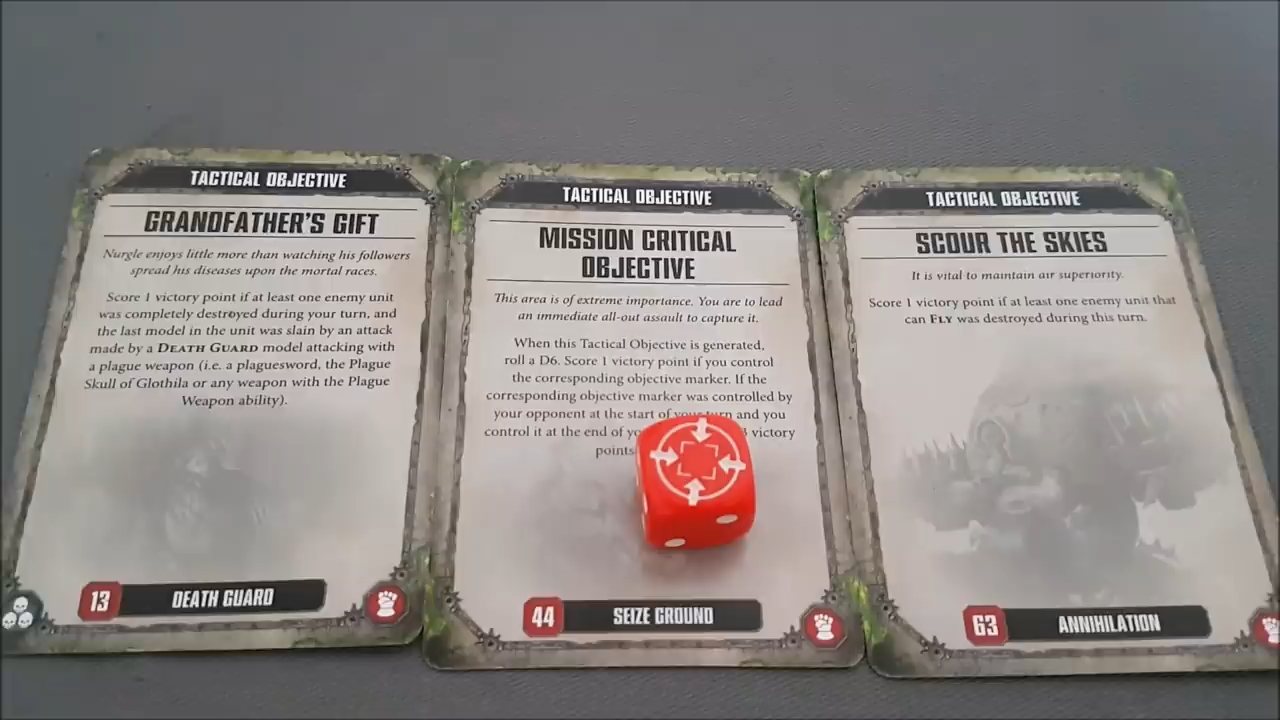 TACTICAL OBJECTIVE
GRANDFATHER'S GIFT
Nurgle enjoys little more than watching his followers
spread his diseases upon the mortal races.
Score 1 victory point if at least one enemy unit
was completely destroyed during your turn, and
the last model in the unit was slain by an attack
made by a DEATH GUARD model attacking with
a plague weapon (i.e. a plaguesword, the Plague
Skull of Glothila or any weapon with the Plague
Weapon ability).
13
DEATH GUARD
TACTICAL OBJECTIVE
MISSION CRITICAL
OBJECTIVE
This area is of extreme importance. You are to lead
an immediate all-out assault to capture it.
When this Tactical Objective is generated,
roll a D6. Score 1 victory point if you control
the corresponding objective marker. If the
corresponding objective marker was controlled by
your opponent at the start of your turn and you
control it at the end of victory
points
44
SEIZE GROUND
TACTICAL OBJECTIVE
SCOUR THE SKIES
It is vital to maintain air superiority.
Score 1 victory point if at least one enemy unit that
can FLY was destroyed during this turn.
63
ANNIHILATION